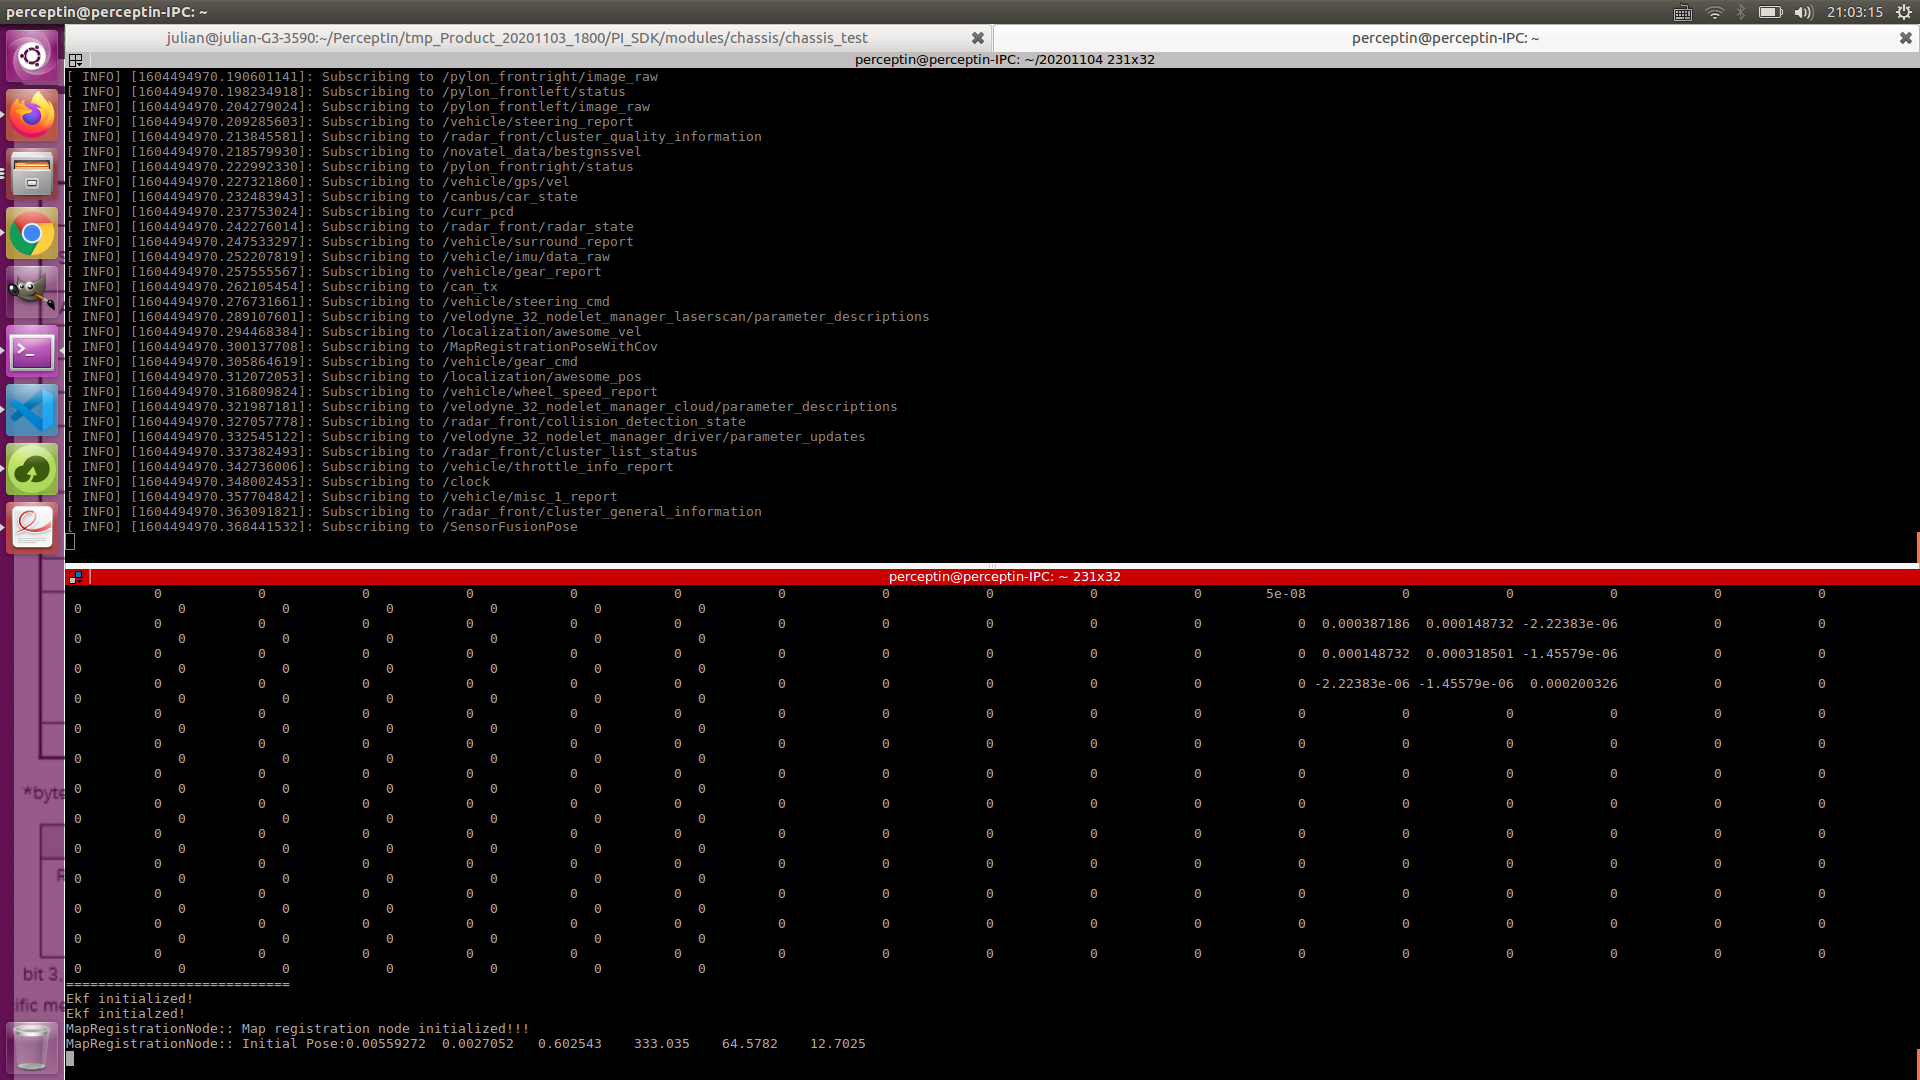 perceptin@perceptin-IPC: ~
21:03:15
julian@julian-G3-3590:~/PerceptIn/tmp_Product_20201103_1800/PI_SDK/modules/chassis/chassis_test
perceptin@perceptin-IPC: ~
perceptin@perceptin-IPC: ~/20201104 231x32
[ INFO] [1604494970.190601141]: Subscribing to /pylon_frontright/image_raw
[ INFO] [1604494970.198234918]: Subscribing to /pylon_frontleft/status
[ INFO] [1604494970.204279024]: Subscribing to /pylon_frontleft/image_raw
[ INFO] [1604494970.209285603]: Subscribing to /vehicle/steering_report
[ INFO] [1604494970.213845581]: Subscribing to /radar_front/cluster_quality_information
[ INFO] [1604494970.218579930]: Subscribing to /novatel_data/bestgnssvel
[ INFO] [1604494970.222992330]: Subscribing to /pylon_frontright/status
[ INFO] [1604494970.227321860]: Subscribing to /vehicle/gps/vel
[ INFO] [1604494970.232483943]: Subscribing to /canbus/car_state
[ INFO] [1604494970.237753024]: Subscribing to /curr_pcd
[ INFO] [1604494970.242276014]: Subscribing to /radar_front/radar_state
[ INFO] [1604494970.247533297]: Subscribing to /vehicle/surround_report
[ INFO] [1604494970.252207819]: Subscribing to /vehicle/imu/data_raw
[ INFO] [1604494970.257555567]: Subscribing to /vehicle/gear_report
[ INFO] [1604494970.262105454]: Subscribing to /can_tx
[ INFO] [1604494970.276731661]: Subscribing to /vehicle/steering_cmd
[ INFO] [1604494970.289107601]: Subscribing to /velodyne_32_nodelet_manager_laserscan/parameter_descriptions
[ INFO] [1604494970.294468384]: Subscribing to /localization/awesome_vel
[ INFO] [1604494970.300137708]: Subscribing to /MapRegistrationPoseWithCov
[ INFO] [1604494970.305864619]: Subscribing to /vehicle/gear_cmd
[ INFO] [1604494970.312072053]: Subscribing to /localization/awesome_pos
[ INFO] [1604494970.316809824]: Subscribing to /vehicle/wheel_speed_report
[ INFO] [1604494970.321987181]: Subscribing to /velodyne_32_nodelet_manager_cloud/parameter_descriptions
[ INFO] [1604494970.327057778]: Subscribing to /radar_front/collision_detection_state
[ INFO] [1604494970.332545122]: Subscribing to /velodyne_32_nodelet_manager_driver/parameter_updates
[ INFO] [1604494970.337382493]: Subscribing to /radar_front/cluster_list_status
[ INFO] [1604494970.342736006]: Subscribing to /vehicle/throttle_info_report
[ INFO] [1604494970.348002453]: Subscribing to /clock
[ INFO] [1604494970.357704842]: Subscribing to /vehicle/misc_1_report
[ INFO] [1604494970.363091821]: Subscribing to /radar_front/cluster_general_information
[ INFO] [1604494970.368441532]: Subscribing to /SensorFusionPose
perceptin@perceptin-IPC: ~ 231x32
0 0 0 0 0 0 0 0 0 0 0 5e-08 0 0 0 0 0
0 0 0 0 0 0 0
0 0 0 0 0 0 0 0 0 0 0 0 0.000387186 0.000148732 -2.22383e-06 0 0
0 0 0 0 0 0 0
0 0 0 0 0 0 0 0 0 0 0 0 0.000148732 0.000318501 -1.45579e-06 0 0
0 0 0 0 0 0 0
0 0 0 0 0 0 0 0 0 0 0 0 -2.22383e-06 -1.45579e-06 0.000200326 0 0
0 0 0 0 0 0 0
0 0 0 0 0 0 0 0 0 0 0 0 0 0 0 0 0
0 0 0 0 0 0 0
0 0 0 0 0 0 0 0 0 0 0 0 0 0 0 0 0
0 0 0 0 0 0 0
0 0 0 0 0 0 0 0 0 0 0 0 0 0 0 0 0
0 0 0 0 0 0 0
0 0 0 0 0 0 0 0 0 0 0 0 0 0 0 0 0
0 0 0 0 0 0 0
0 0 0 0 0 0 0 0 0 0 0 0 0 0 0 0 0
0 0 0 0 0 0 0
0 0 0 0 0 0 0 0 0 0 0 0 0 0 0 0 0
0 0 0 0 0 0 0
0 0 0 0 0 0 0 0 0 0 0 0 0 0 0 0 0
0 0 0 0 0 0 0
0 0 0 0 0 0 0 0 0 0 0 0 0 0 0 0 0
0 0 0 0 0 0 0
0 0 0 0 0 0 0 0 0 0 0 0 0 0 0 0 0
0 0 0 0 0 0 0
============================
Ekf initialized!
Ekf initialzed!
MapRegistrationNode:: Map registration node initialized!!!
MapRegistrationNode:: Initial Pose:0.00559272 0.0027052 0.602543 333.035 64.5782 12.7025
*byte
bit 3.